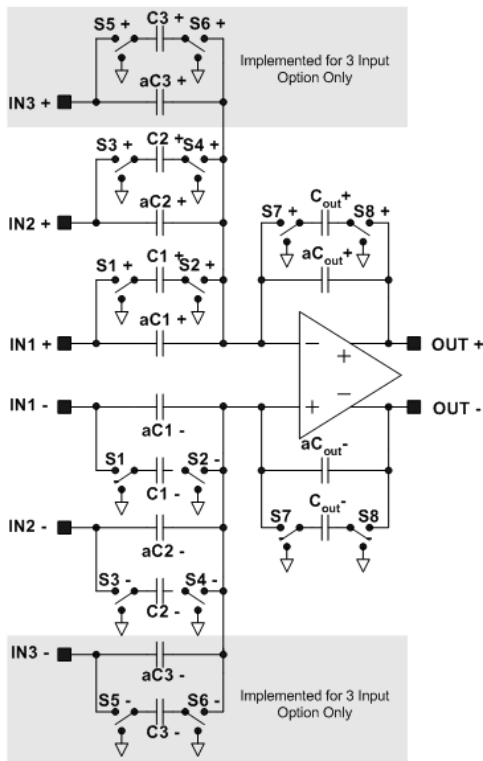 S5 + C3 + S6 +
Implemented for 3 Input
Option Only
aC3 +
IN3 +
S3 + C2 + S4 +
aC2 +
IN2 +
S1 + C1 + S2 +
aC1 +
IN1 +
S7 + Cout+ S8 +
aCout+
− +
+ −
OUT +
OUT -
IN1 -
aC1 -
S1 S2 -
C1 -
IN2 -
aC2 -
S3 - S4 -
C2 -
aCout-
S7 Cout- S8
IN3 -
aC3 -
S5 - S6 -
C3 -
Implemented for 3 Input
Option Only